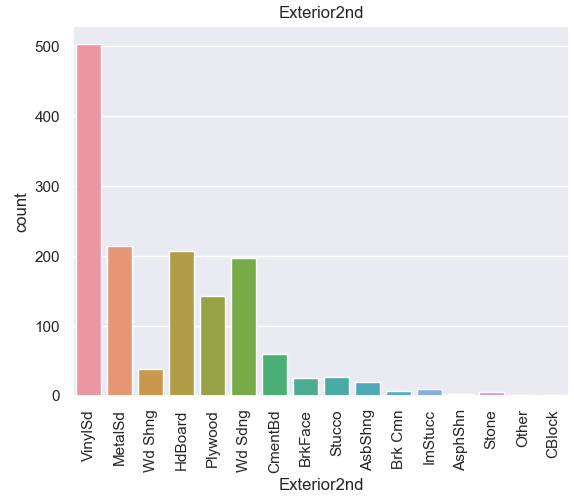 Exterior2nd
500
400
300
200
100
0
count
VinylSd
MetalSd
Wd Shng
HdBoard
Plywood
Wd Sdng
CmentBd
BrkFace
Stucco
AsbShng
Brk Cmn
ImStucc
AsphShn
Stone
Other
CBlock
Exterior2nd